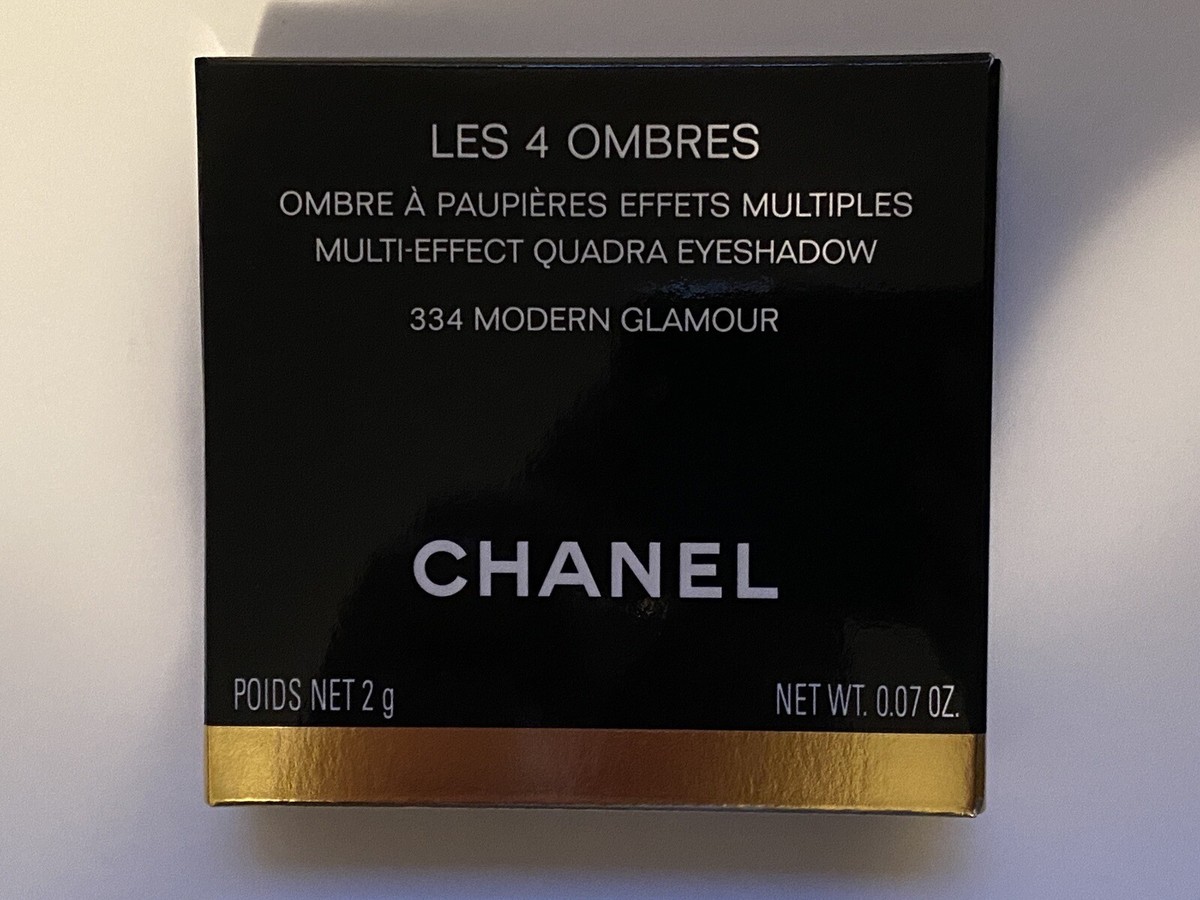 LES 4 OMBRES
OMBRE À PAUPIÈRES EFFETS MULTIPLES
MULTI-EFFECT QUADRA EYESHADOW
334 MODERN GLAMOUR
CHANEL
POIDS NET 2 g NET WT. 0.07 OZ.